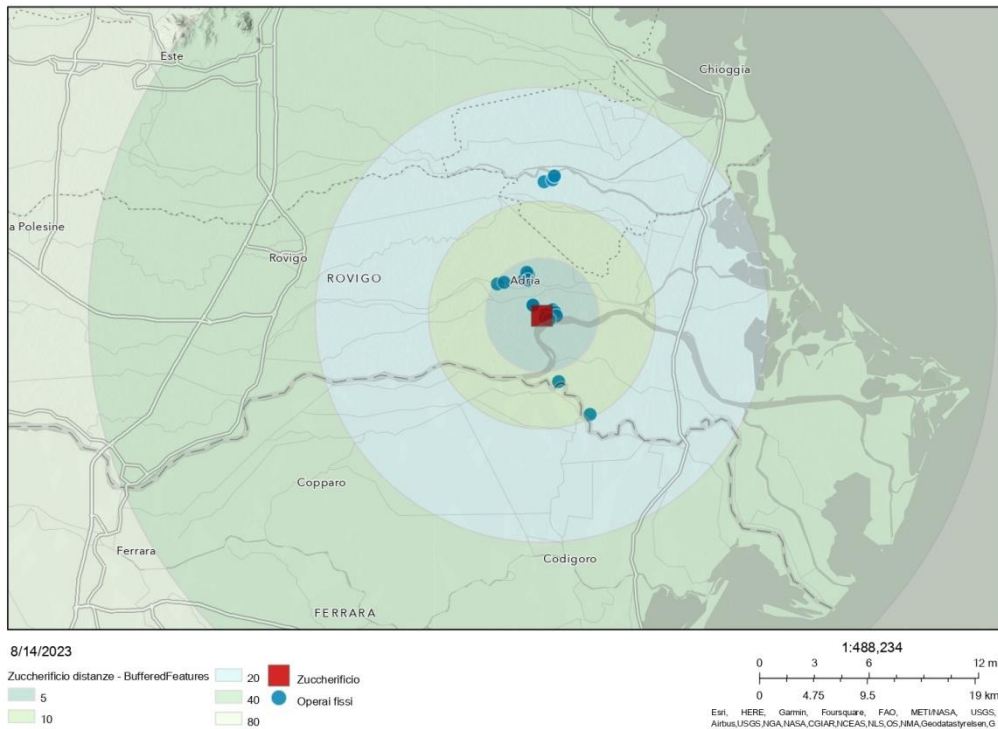 Este
Chioggia
a Polesine
Rovigo
ROVIGO
Adria
Copparo
Ferrara
Codigoro
FERRARA
8/14/2023
Zuccherificio distanze - BufferedFeatures
5
10
20
40
80
Zuccherificio
Operai fissi
1:488,234
0 3 6 12 m
0 4.75 9.5 19 km
Esri, HERE, Garmin, Foursquare, FAO, METI/NASA, USGS,
Airbus,USGS,NGA,NASA,CGIAR,NCEAS,NLS,OS,NMA,Geodatastyrelsen,G